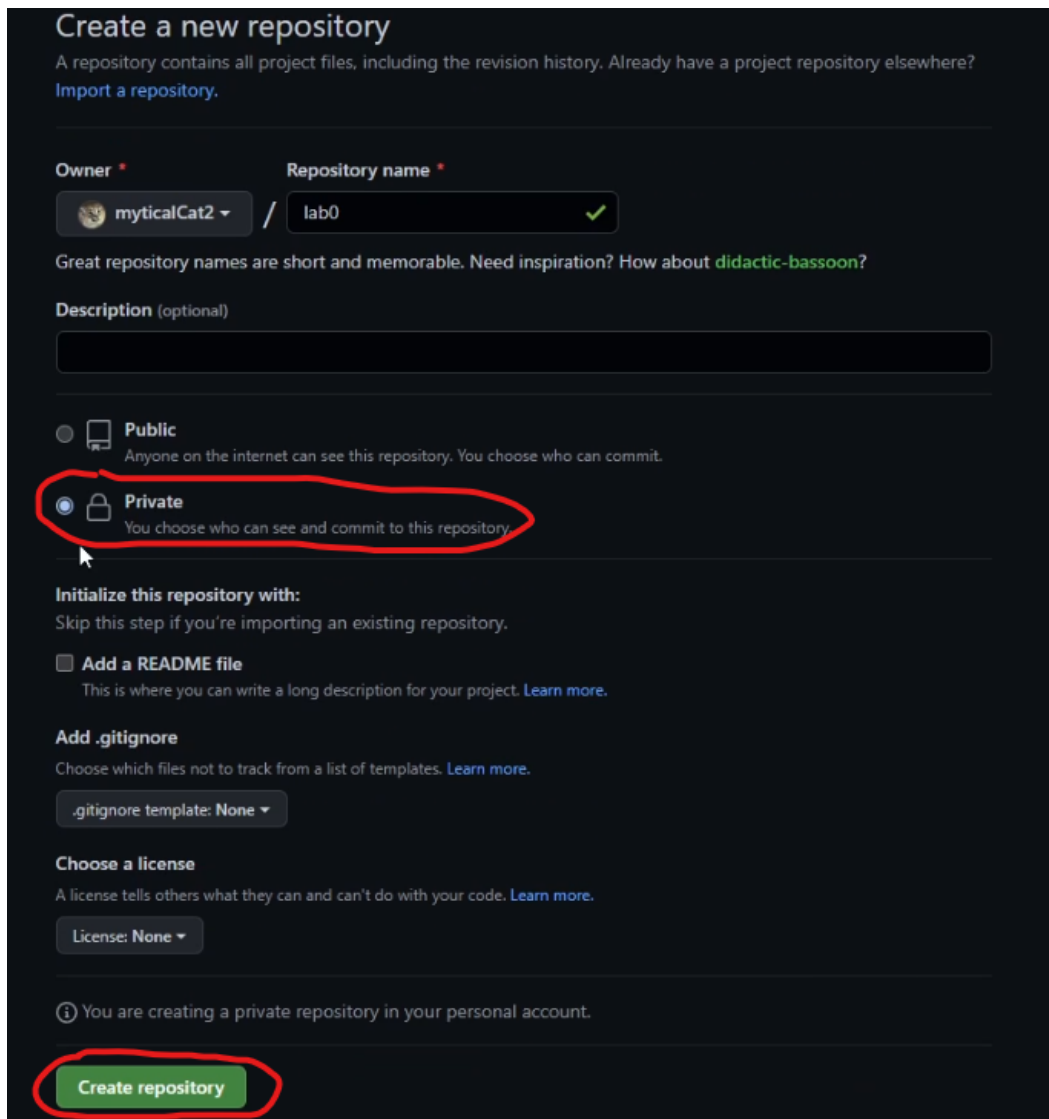 Create a new repository
A repository contains all project files, including the revision history. Already have a project repository elsewhere?
Import a repository.
Owner * Repository name *
myticalCat2 / lab0
Great repository names are short and memorable. Need inspiration? How about didactic-bassoon?
Description (optional)
Public
Anyone on the internet can see this repository. You choose who can commit.
Private
You choose who can see and commit to this repository.
Initialize this repository with:
Skip this step if you're importing an existing repository.
Add a README file
This is where you can write a long description for your project. Learn more.
Add .gitignore
Choose which files not to track from a list of templates. Learn more.
.gitignore template: None
Choose a license
A license tells others what they can and can't do with your code. Learn more.
License: None
You are creating a private repository in your personal account.
Create repository